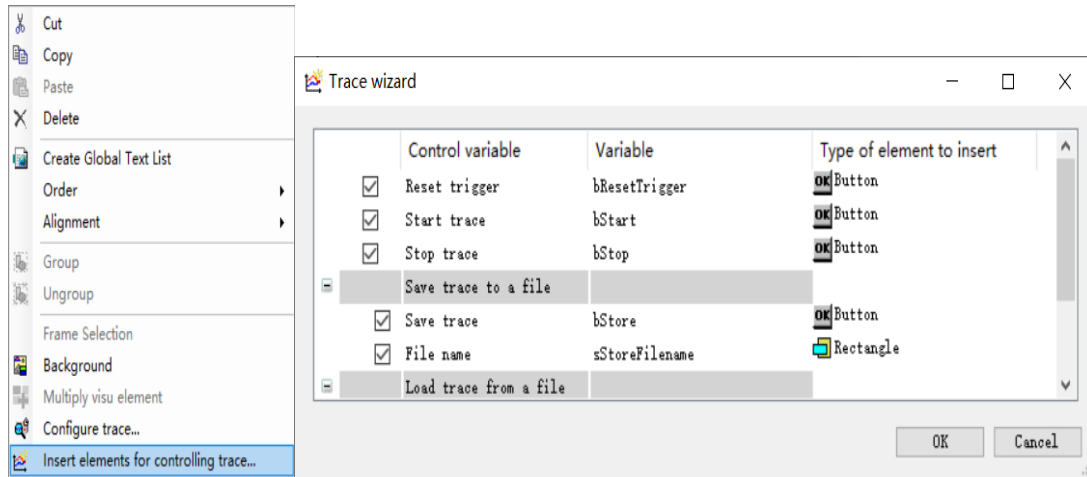 Cut
Copy
Paste
Delete
Create Global Text List
Order
Alignment
Group
Ungroup
Frame Selection
Background
Multiply visu element
Configure trace...
Insert elements for controlling trace...
Trace wizard
Control variable Variable Type of element to insert
Reset trigger bResetTrigger OK Button
Start trace bStart OK Button
Stop trace bStop OK Button
Save trace to a file
Save trace bStore OK Button
File name sStoreFilename Rectangle
Load trace from a file
OK Cancel